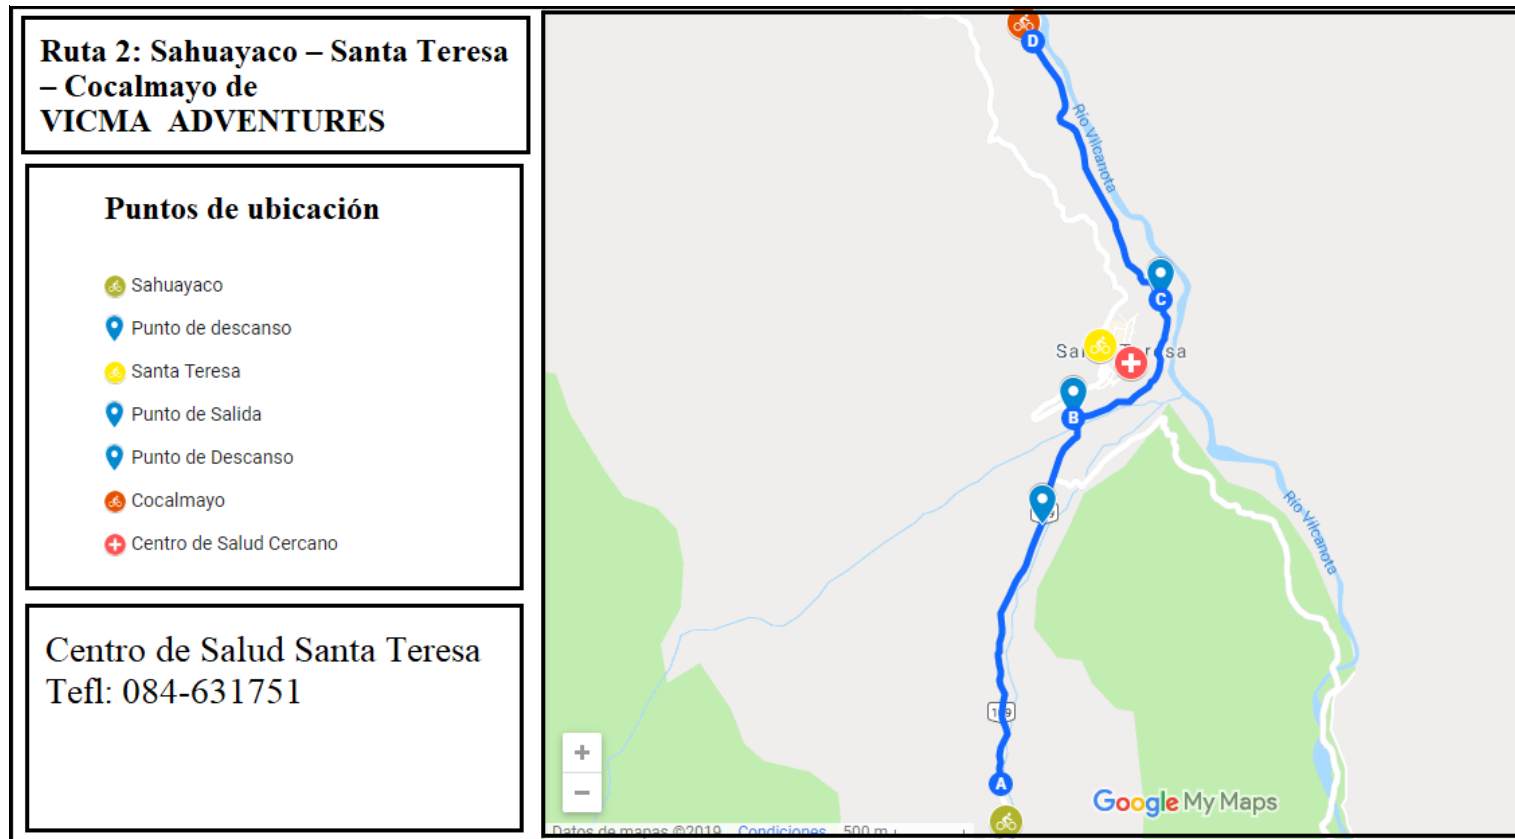 Ruta 2: Sahuayaco – Santa Teresa
– Cocalmayo de
VICMA ADVENTURES
Puntos de ubicación
Sahuayaco
Punto de descanso
Santa Teresa
Punto de Salida
Punto de Descanso
Cocalmayo
Centro de Salud Cercano
Centro de Salud Santa Teresa
Tefl: 084-631751
D
Río Vilcanota
C
B
Río Vilcanota
A
+
−
Google My Maps
Datos de mapas ©2019 Condiciones 500 m